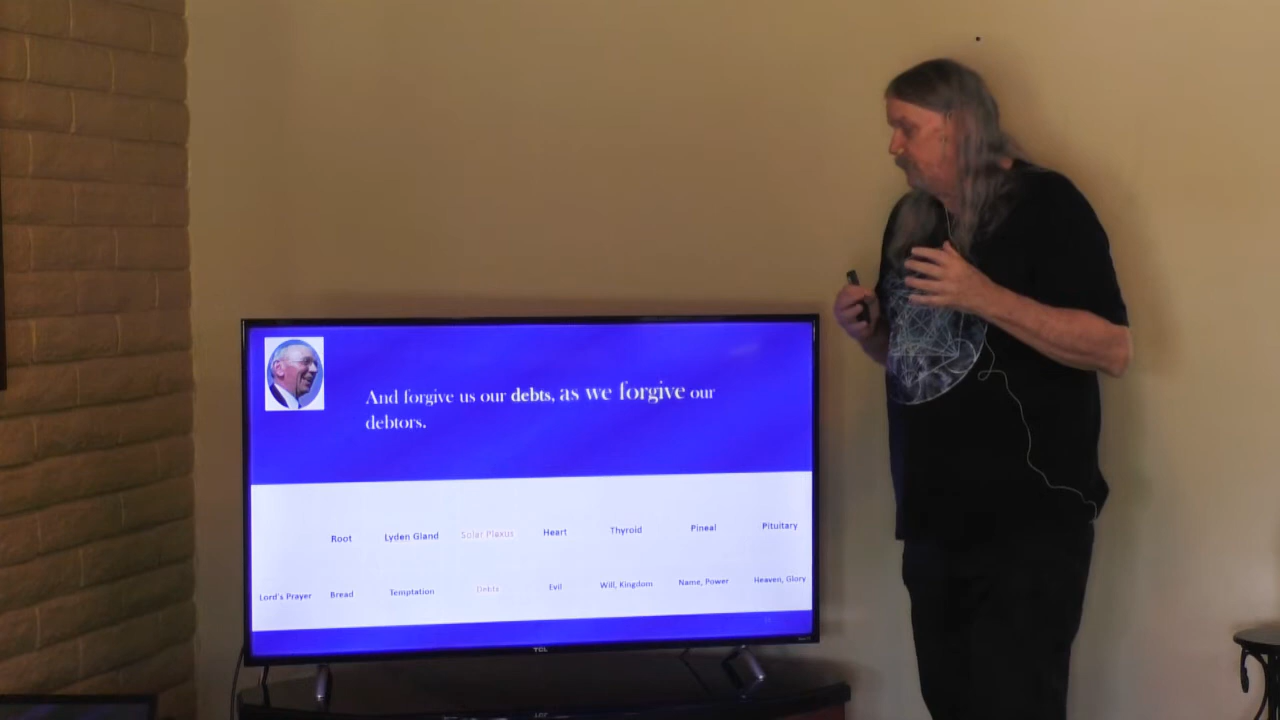 And forgive us our debts, as we forgive our
debtors.
Root Lyden Gland Solar Plexus Heart Thyroid Pineal Pituitary
Lord's Prayer Bread Temptation Debts Evil Will, Kingdom Name, Power Heaven, Glory
TCL